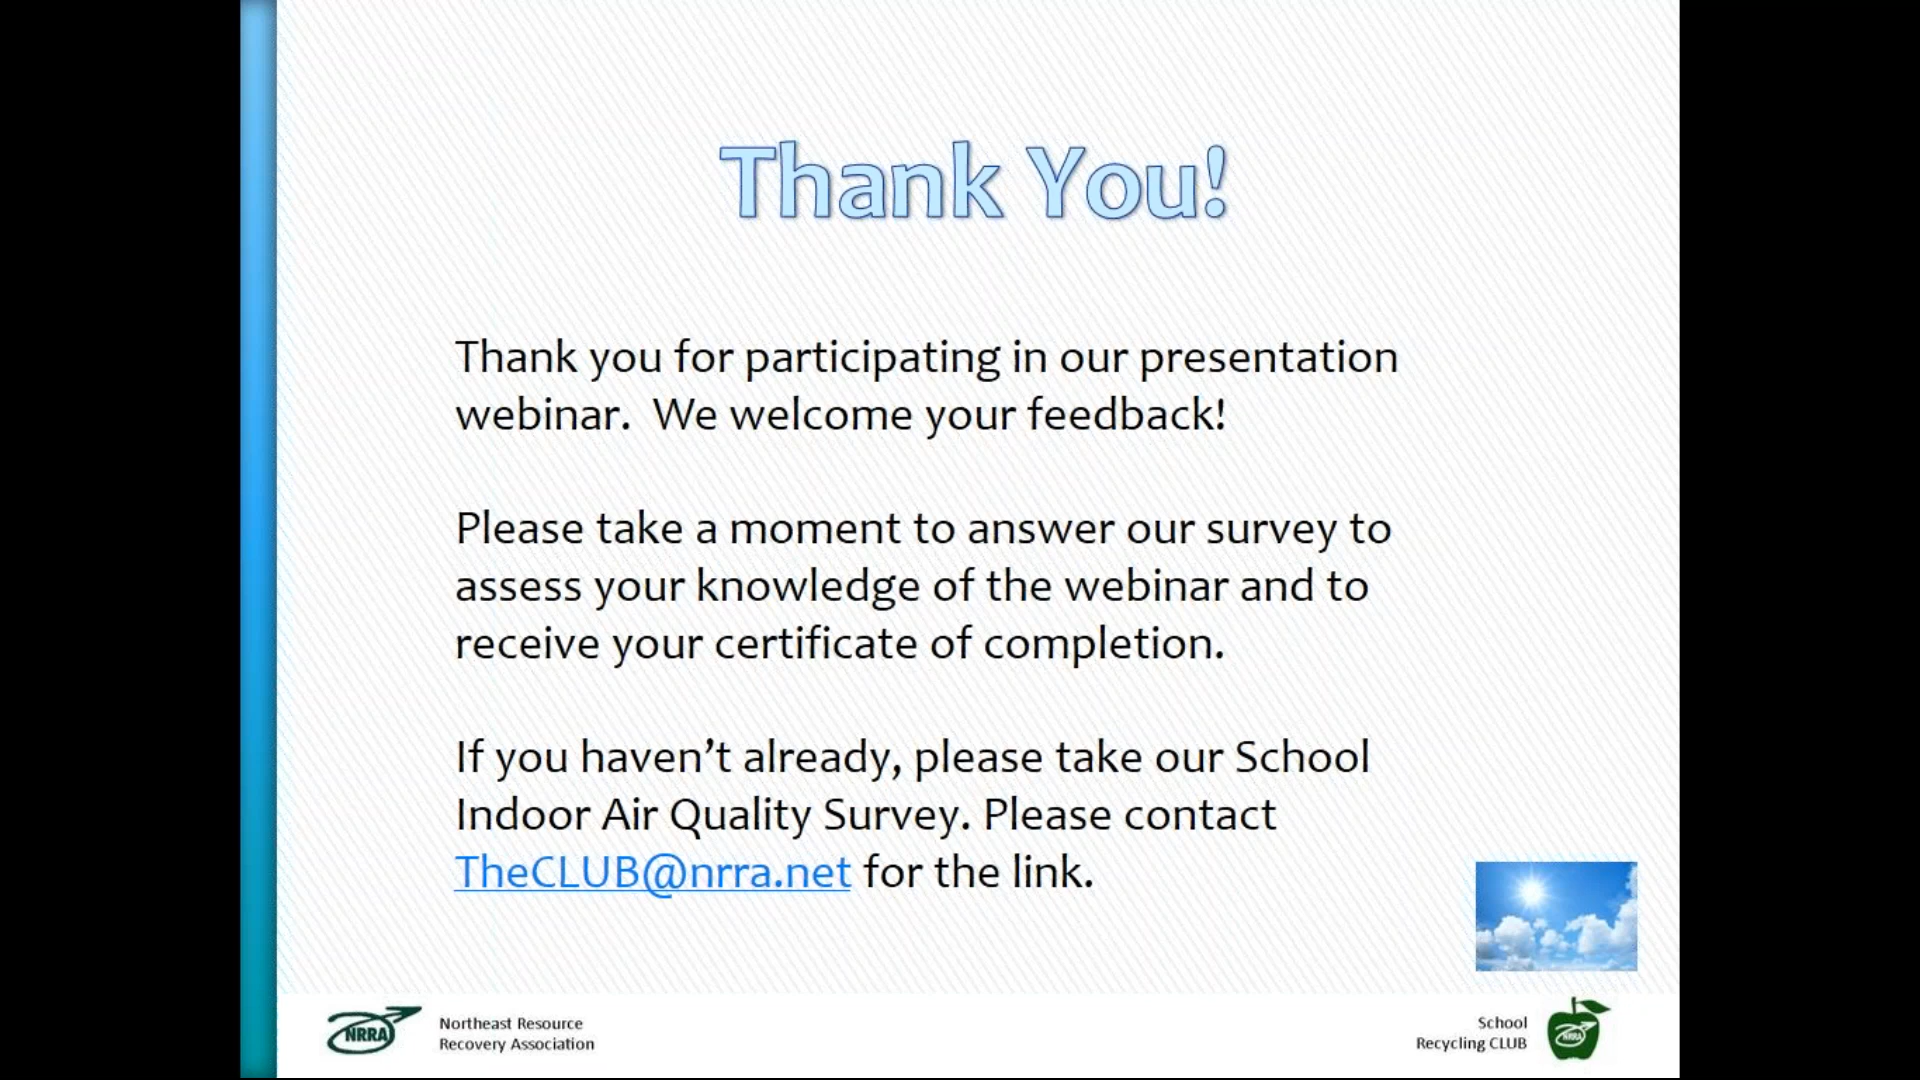 Thank You!
Thank you for participating in our presentation
webinar.  We welcome your feedback!
Please take a moment to answer our survey to
assess your knowledge of the webinar and to
receive your certificate of completion.
If you haven’t already, please take our School
Indoor Air Quality Survey. Please contact
TheCLUB@nrra.net for the link.
NRRA
Northeast Resource
Recovery Association
School
Recycling CLUB
NRRA